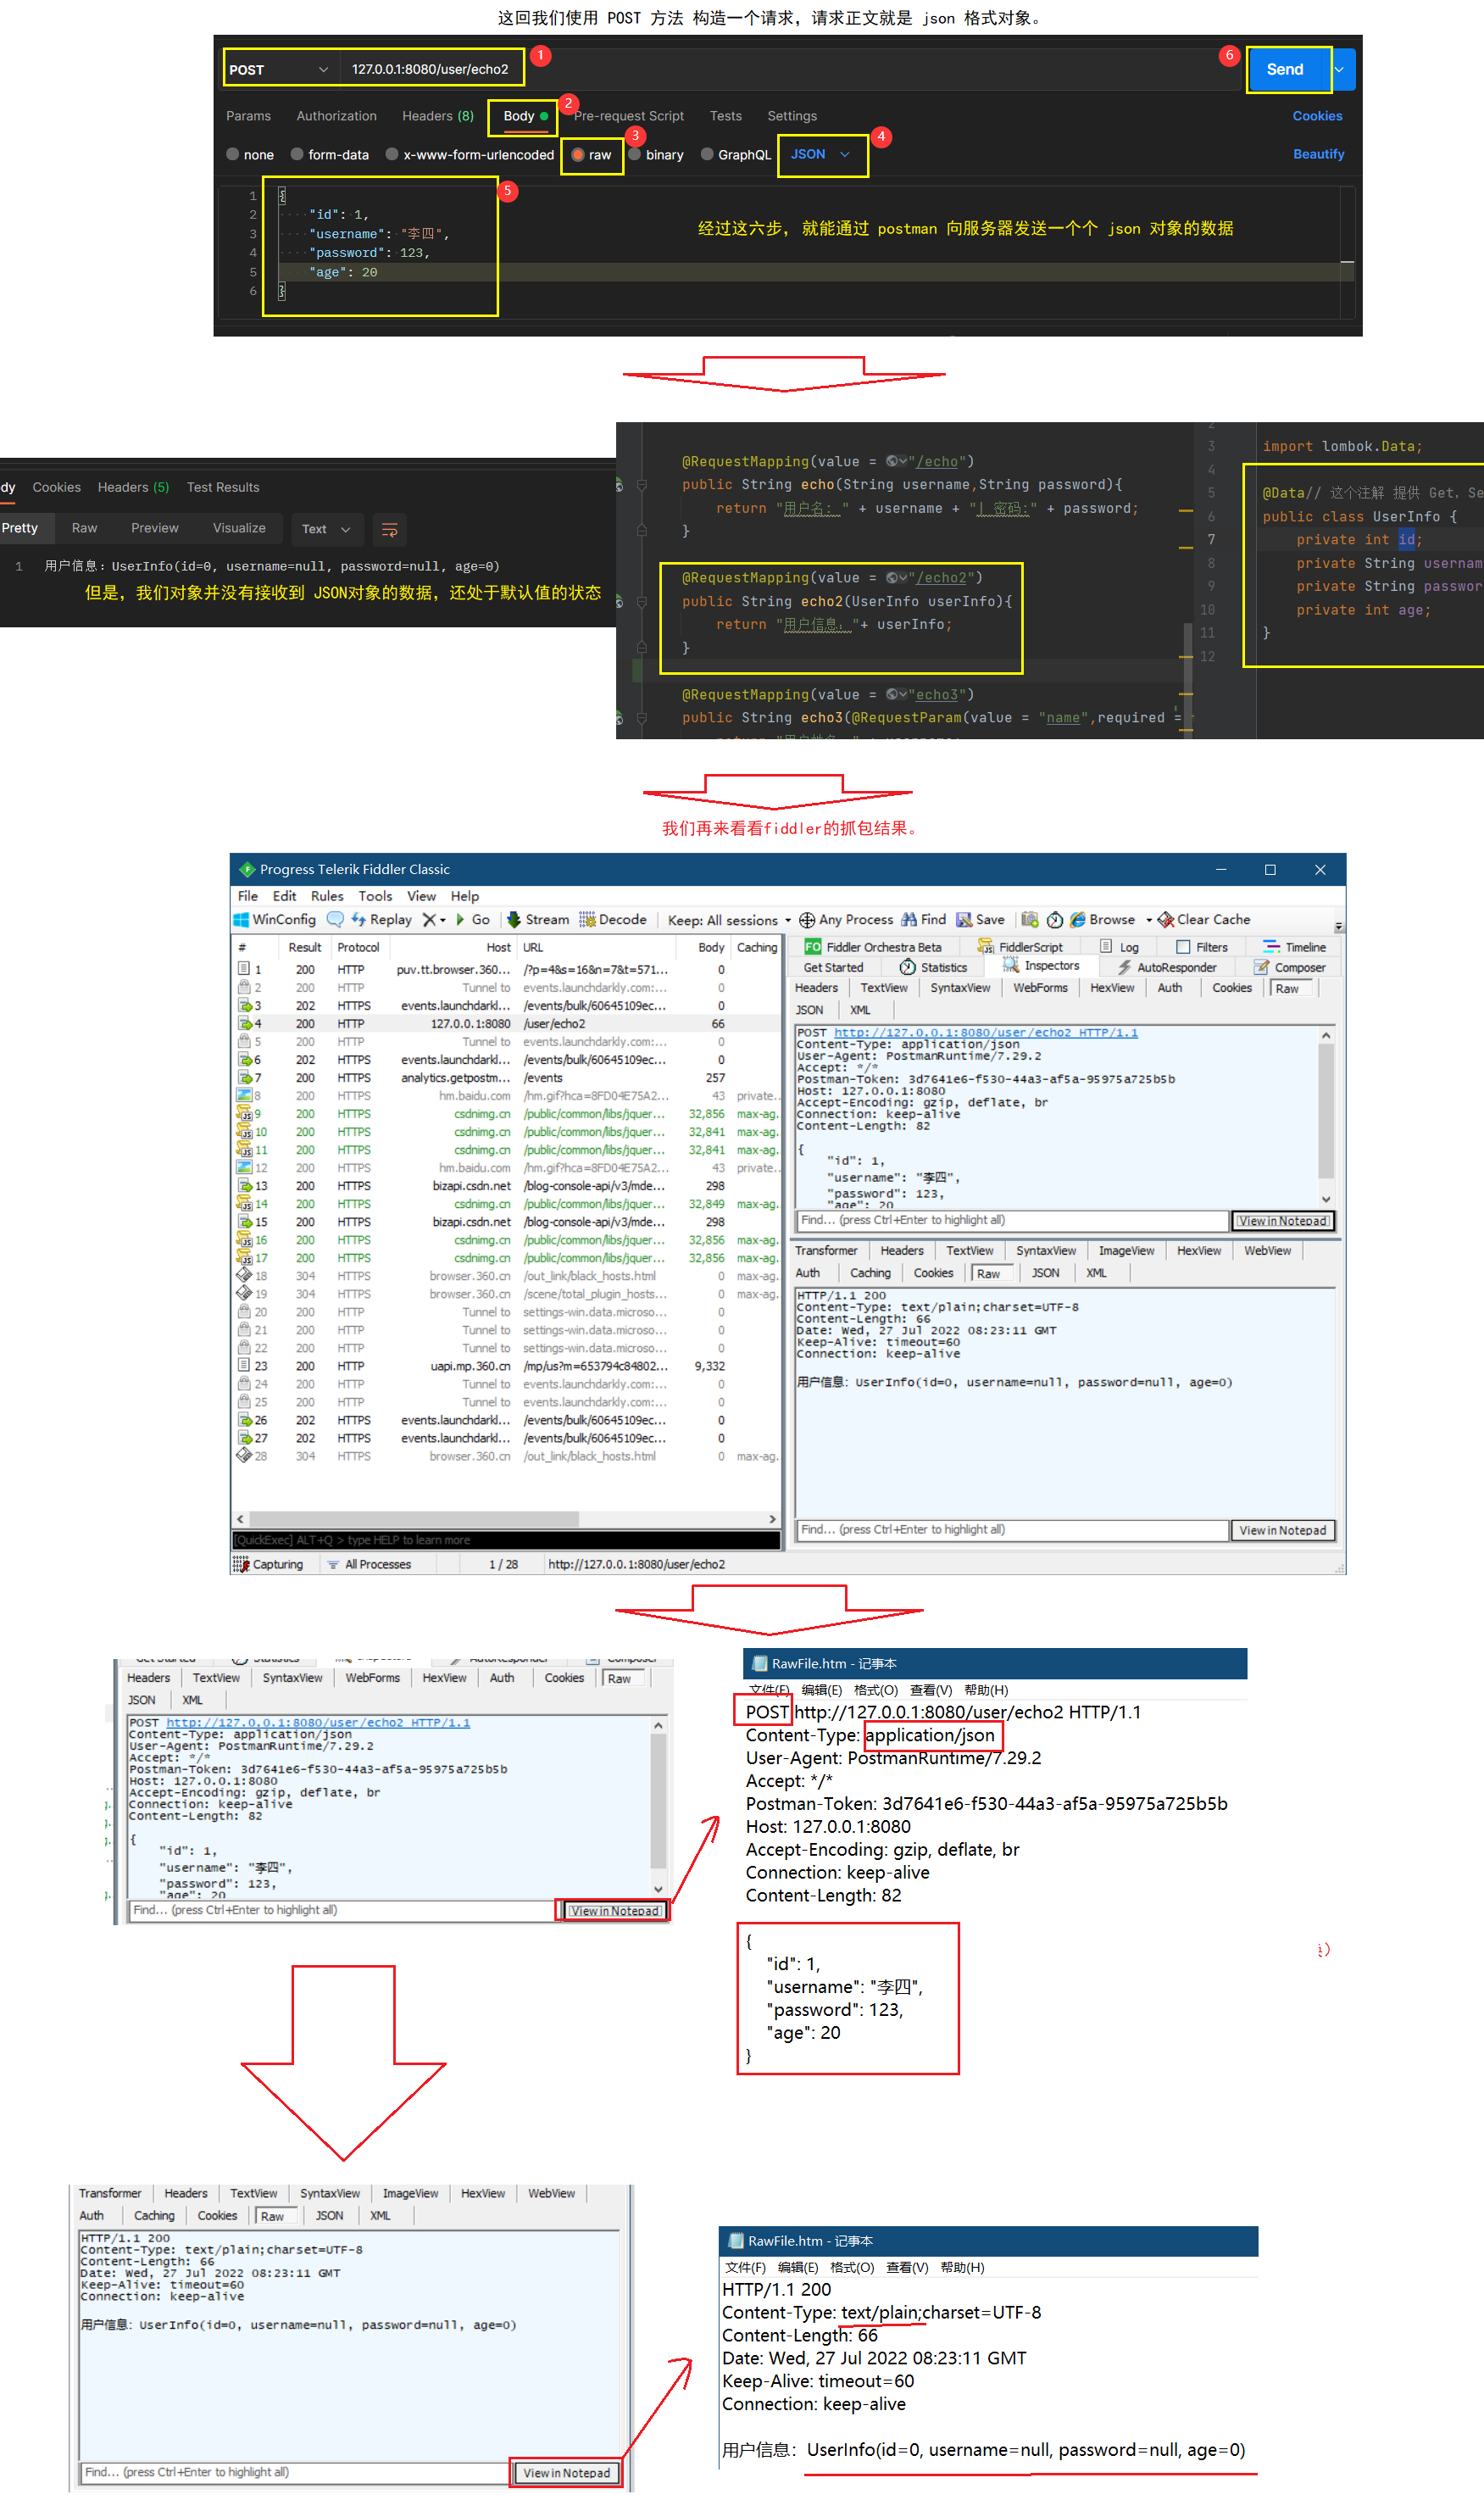 这回我们使用 POST 方法 构造一个请求，请求正文就是 json 格式对象。
POST 127.0.0.1:8080/user/echo2 1 6 Send
Params Authorization Headers (8) Body 2 Pre-request Script Tests Settings Cookies
none form-data x-www-form-urlencoded raw 3 binary GraphQL JSON 4 Beautify
1 { 5
2 "id": 1,
3 "username": "李四",
4 "password": 123,
5 "age": 20
6 }
经过这六步，就能通过 postman 向服务器发送一个个 json 对象的数据
dy Cookies Headers (5) Test Results
Pretty Raw Preview Visualize Text
1 用户信息：UserInfo(id=0, username=null, password=null, age=0)
但是，我们对象并没有接收到 JSON对象的数据，还处于默认值的状态
@RequestMapping(value = "/echo")
public String echo(String username,String password){
return "用户名：" + username + "| 密码:" + password;
}
@RequestMapping(value = "/echo2")
public String echo2(UserInfo userInfo){
return "用户信息："+ userInfo;
}
@RequestMapping(value = "echo3")
public String echo3(@RequestParam(value = "name",required =
2
3 import lombok.Data;
4
5 @Data// 这个注解 提供 Get、Se
6 public class UserInfo {
7 private int id;
8 private String usernam
9 private String passwor
10 private int age;
11 }
12
我们再来看看fiddler的抓包结果。
Progress Telerik Fiddler Classic
File Edit Rules Tools View Help
WinConfig Replay Go Stream Decode Keep: All sessions Any Process Find Save Browse Clear Cache
# Result Protocol Host URL Body Caching
1 200 HTTP puv.tt.browser.360... /?p=4&s=16&n=7&t=571... 0
2 200 HTTP Tunnel to events.launchdarkly.com:... 0
3 202 HTTPS events.launchdarkl... /events/bulk/60645109ec... 0
4 200 HTTP 127.0.0.1:8080 /user/echo2 66
5 200 HTTP Tunnel to events.launchdarkly.com:... 0
6 202 HTTPS events.launchdarkl... /events/bulk/60645109ec... 0
7 200 HTTPS analytics.getpostm... /events 257
8 200 HTTPS hm.baidu.com /hm.gif?hca=8FD04E75A2... 43 private...
9 200 HTTPS csdnimg.cn /public/common/libs/jquer... 32,856 max-ag...
10 200 HTTPS csdnimg.cn /public/common/libs/jquer... 32,841 max-ag...
11 200 HTTPS csdnimg.cn /public/common/libs/jquer... 32,841 max-ag...
12 200 HTTPS hm.baidu.com /hm.gif?hca=8FD04E75A2... 43 private...
13 200 HTTPS bizapi.csdn.net /blog-console-api/v3/mde... 298
14 200 HTTPS csdnimg.cn /public/common/libs/jquer... 32,849 max-ag...
15 200 HTTPS bizapi.csdn.net /blog-console-api/v3/mde... 298
16 200 HTTPS csdnimg.cn /public/common/libs/jquer... 32,856 max-ag...
17 200 HTTPS csdnimg.cn /public/common/libs/jquer... 32,856 max-ag...
18 304 HTTPS browser.360.cn /out_link/black_hosts.html 0 max-ag...
19 304 HTTPS browser.360.cn /scene/total_plugin_hosts... 0 max-ag...
20 200 HTTP Tunnel to settings-win.data.microso... 0
21 200 HTTP Tunnel to settings-win.data.microso... 0
22 200 HTTP Tunnel to settings-win.data.microso... 0
23 200 HTTP uapi.mp.360.cn /mp/us?m=653794c84802... 9,332
24 200 HTTP Tunnel to events.launchdarkly.com:... 0
25 200 HTTP Tunnel to events.launchdarkly.com:... 0
26 202 HTTPS events.launchdarkl... /events/bulk/60645109ec... 0
27 202 HTTPS events.launchdarkl... /events/bulk/60645109ec... 0
28 304 HTTPS browser.360.cn /out_link/black_hosts.html 0 max-ag...
[QuickExec] ALT+Q > type HELP to learn more
Capturing All Processes 1 / 28 http://127.0.0.1:8080/user/echo2
FO Fiddler Orchestra Beta FiddlerScript Log Filters Timeline
Get Started Statistics Inspectors AutoResponder Composer
Headers TextView SyntaxView WebForms HexView Auth Cookies Raw
JSON XML
POST http://127.0.0.1:8080/user/echo2 HTTP/1.1
Content-Type: application/json
User-Agent: PostmanRuntime/7.29.2
Accept: */*
Postman-Token: 3d7641e6-f530-44a3-af5a-95975a725b5b
Host: 127.0.0.1:8080
Accept-Encoding: gzip, deflate, br
Connection: keep-alive
Content-Length: 82
{
"id": 1,
"username": "李四",
"password": 123,
"age": 20
Find... (press Ctrl+Enter to highlight all) View in Notepad
Transformer Headers TextView SyntaxView ImageView HexView WebView
Auth Caching Cookies Raw JSON XML
HTTP/1.1 200
Content-Type: text/plain;charset=UTF-8
Content-Length: 66
Date: Wed, 27 Jul 2022 08:23:11 GMT
Keep-Alive: timeout=60
Connection: keep-alive
用户信息：UserInfo(id=0, username=null, password=null, age=0)
Find... (press Ctrl+Enter to highlight all) View in Notepad
Headers TextView SyntaxView WebForms HexView Auth Cookies Raw
JSON XML
POST http://127.0.0.1:8080/user/echo2 HTTP/1.1
Content-Type: application/json
User-Agent: PostmanRuntime/7.29.2
Accept: */*
Postman-Token: 3d7641e6-f530-44a3-af5a-95975a725b5b
Host: 127.0.0.1:8080
Accept-Encoding: gzip, deflate, br
Connection: keep-alive
Content-Length: 82
{
"id": 1,
"username": "李四",
"password": 123,
"age": 20
Find... (press Ctrl+Enter to highlight all) View in Notepad
RawFile.htm - 记事本
文件(F) 编辑(E) 格式(O) 查看(V) 帮助(H)
POST http://127.0.0.1:8080/user/echo2 HTTP/1.1
Content-Type: application/json
User-Agent: PostmanRuntime/7.29.2
Accept: */*
Postman-Token: 3d7641e6-f530-44a3-af5a-95975a725b5b
Host: 127.0.0.1:8080
Accept-Encoding: gzip, deflate, br
Connection: keep-alive
Content-Length: 82
{
"id": 1,
"username": "李四",
"password": 123,
"age": 20
}
Transformer Headers TextView SyntaxView ImageView HexView WebView
Auth Caching Cookies Raw JSON XML
HTTP/1.1 200
Content-Type: text/plain;charset=UTF-8
Content-Length: 66
Date: Wed, 27 Jul 2022 08:23:11 GMT
Keep-Alive: timeout=60
Connection: keep-alive
用户信息：UserInfo(id=0, username=null, password=null, age=0)
Find... (press Ctrl+Enter to highlight all) View in Notepad
RawFile.htm - 记事本
文件(F) 编辑(E) 格式(O) 查看(V) 帮助(H)
HTTP/1.1 200
Content-Type: text/plain;charset=UTF-8
Content-Length: 66
Date: Wed, 27 Jul 2022 08:23:11 GMT
Keep-Alive: timeout=60
Connection: keep-alive
用户信息：UserInfo(id=0, username=null, password=null, age=0)